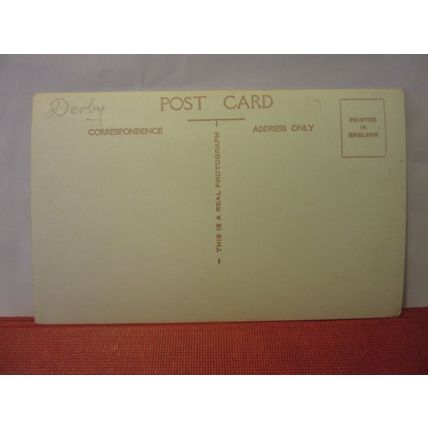 Derby
POST CARD
CORRESPONDENCE
ADDRESS ONLY
PRINTED
IN
ENGLAND
THIS IS A REAL PHOTOGRAPH